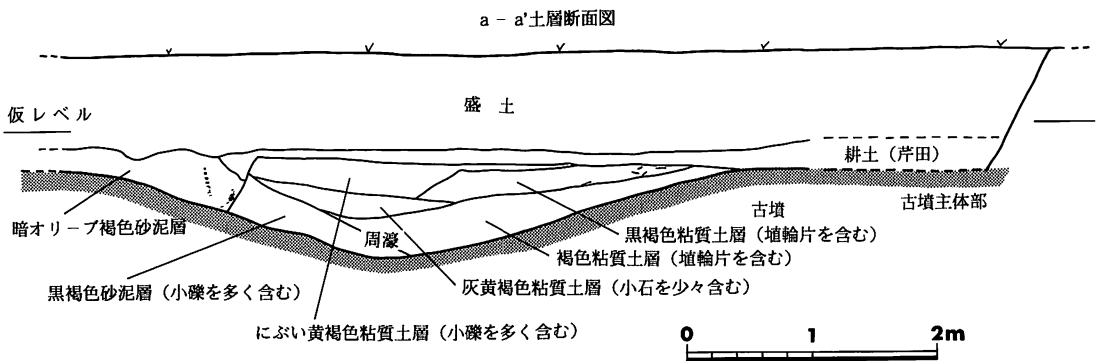 a - a'土層断面図
盛 土
仮レベル
耕土（芹田）
古墳
古墳主体部
暗オリーブ褐色砂泥層
周濠
黒褐色粘質土層（埴輪片を含む）
褐色粘質土層（埴輪片を含む）
黒褐色砂泥層（小礫を多く含む）
灰黄褐色粘質土層（小石を少々含む）
にぶい黄褐色粘質土層（小礫を多く含む）
0 1 2m